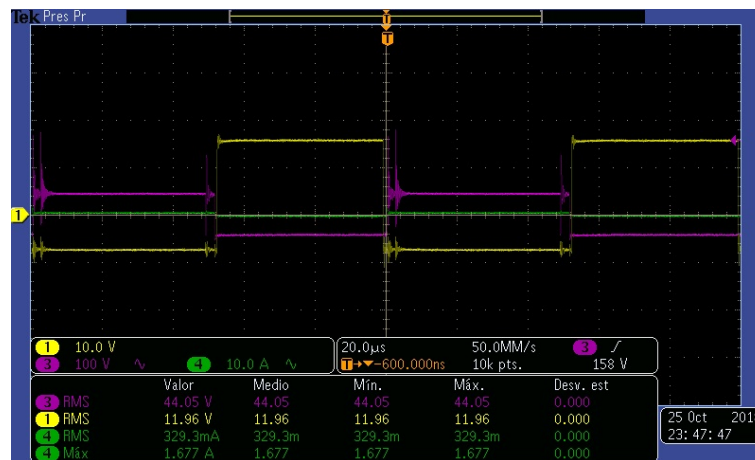 Tek Pres Pr
T
T
1
1 10.0 V
3 100 V 4 10.0 A
20.0µs 50.0MM/s 3
T→▼-600.000ns 10k pts. 158 V
Valor Medio Mín. Máx. Desv. est
3 RMS 44.05 V 44.05 44.05 44.05 0.000
1 RMS 11.96 V 11.96 11.96 11.96 0.000
4 RMS 329.3mA 329.3m 329.3m 329.3m 0.000
4 Máx 1.677 A 1.677 1.677 1.677 0.000
25 Oct 201
23:47:47